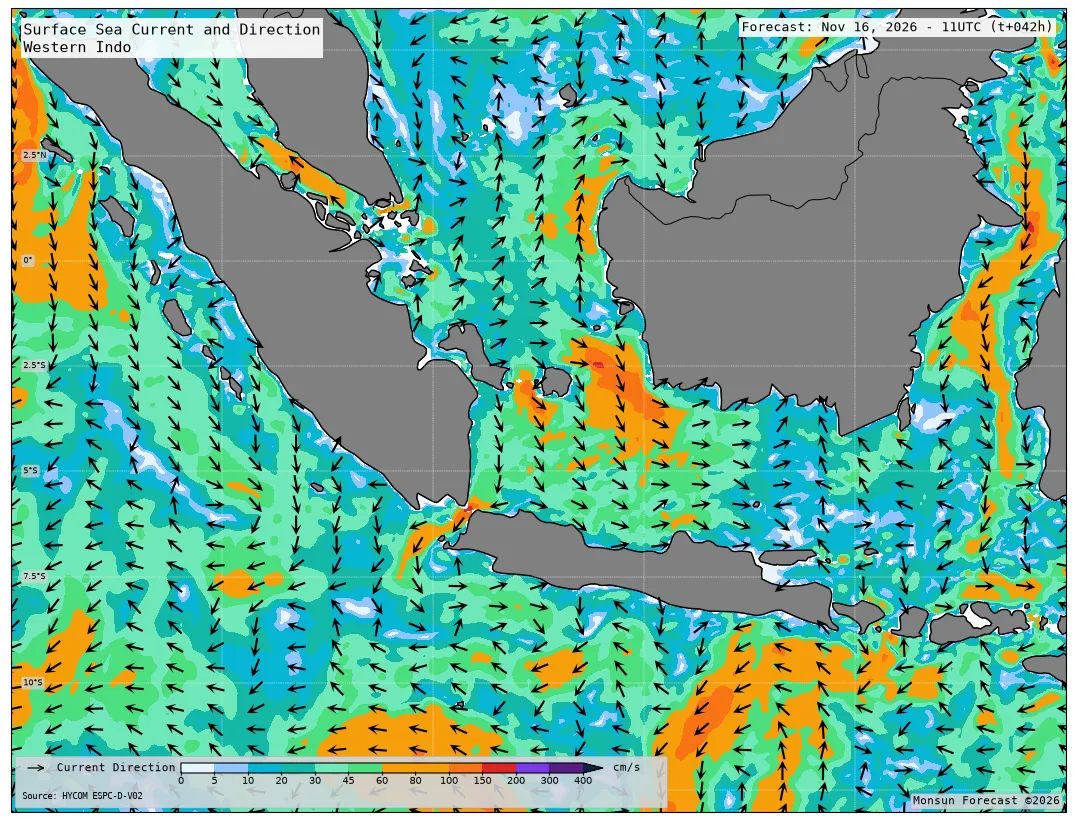 Surface Sea Current and Direction
Western Indo
Forecast: Nov 16, 2026 - 11UTC (t+042h)
2.5°N
0°
2.5°S
5°S
7.5°S
10°S
Current Direction
0 5 10 20 30 45 60 80 100 150 200 300 400
cm/s
Source: HYCOM ESPC-D-V02
Monsun Forecast ©2026